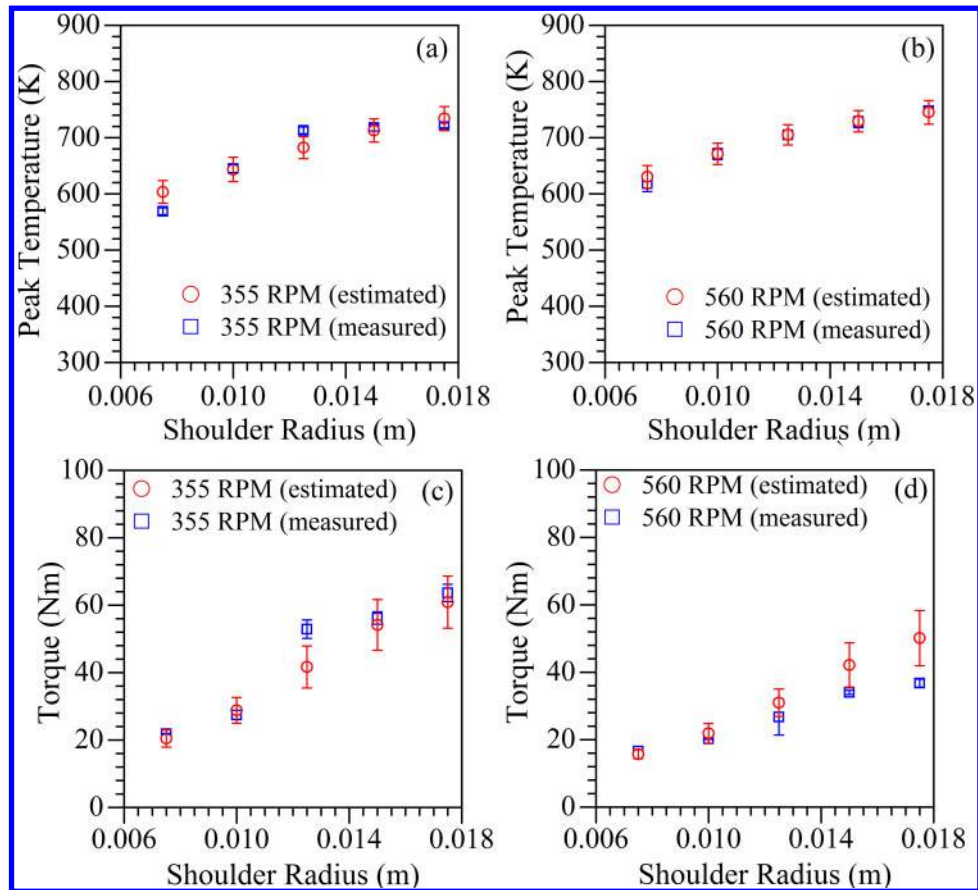 900
800
700
600
500
400
300
Peak Temperature (K)
(a)
355 RPM (estimated)
355 RPM (measured)
0.006 0.010 0.014 0.018
Shoulder Radius (m)
900
800
700
600
500
400
300
Peak Temperature (K)
(b)
560 RPM (estimated)
560 RPM (measured)
0.006 0.010 0.014 0.018
Shoulder Radius (m)
100
80
60
40
20
0
Torque (Nm)
355 RPM (estimated)
355 RPM (measured)
(c)
0.006 0.010 0.014 0.018
Shoulder Radius (m)
100
80
60
40
20
0
Torque (Nm)
560 RPM (estimated)
560 RPM (measured)
(d)
0.006 0.010 0.014 0.018
Shoulder Radius (m)